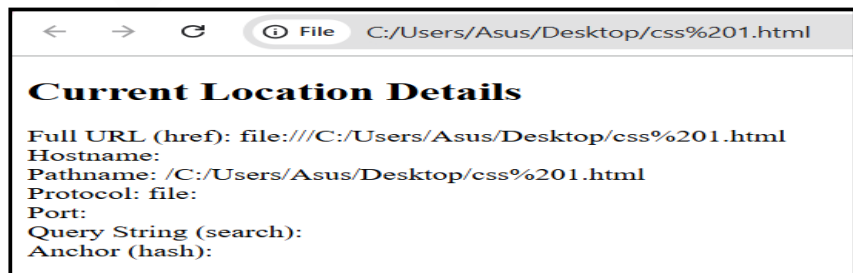 File C:/Users/Asus/Desktop/css%201.html
Current Location Details
Full URL (href): file:///C:/Users/Asus/Desktop/css%201.html
Hostname:
Pathname: /C:/Users/Asus/Desktop/css%201.html
Protocol: file:
Port:
Query String (search):
Anchor (hash):